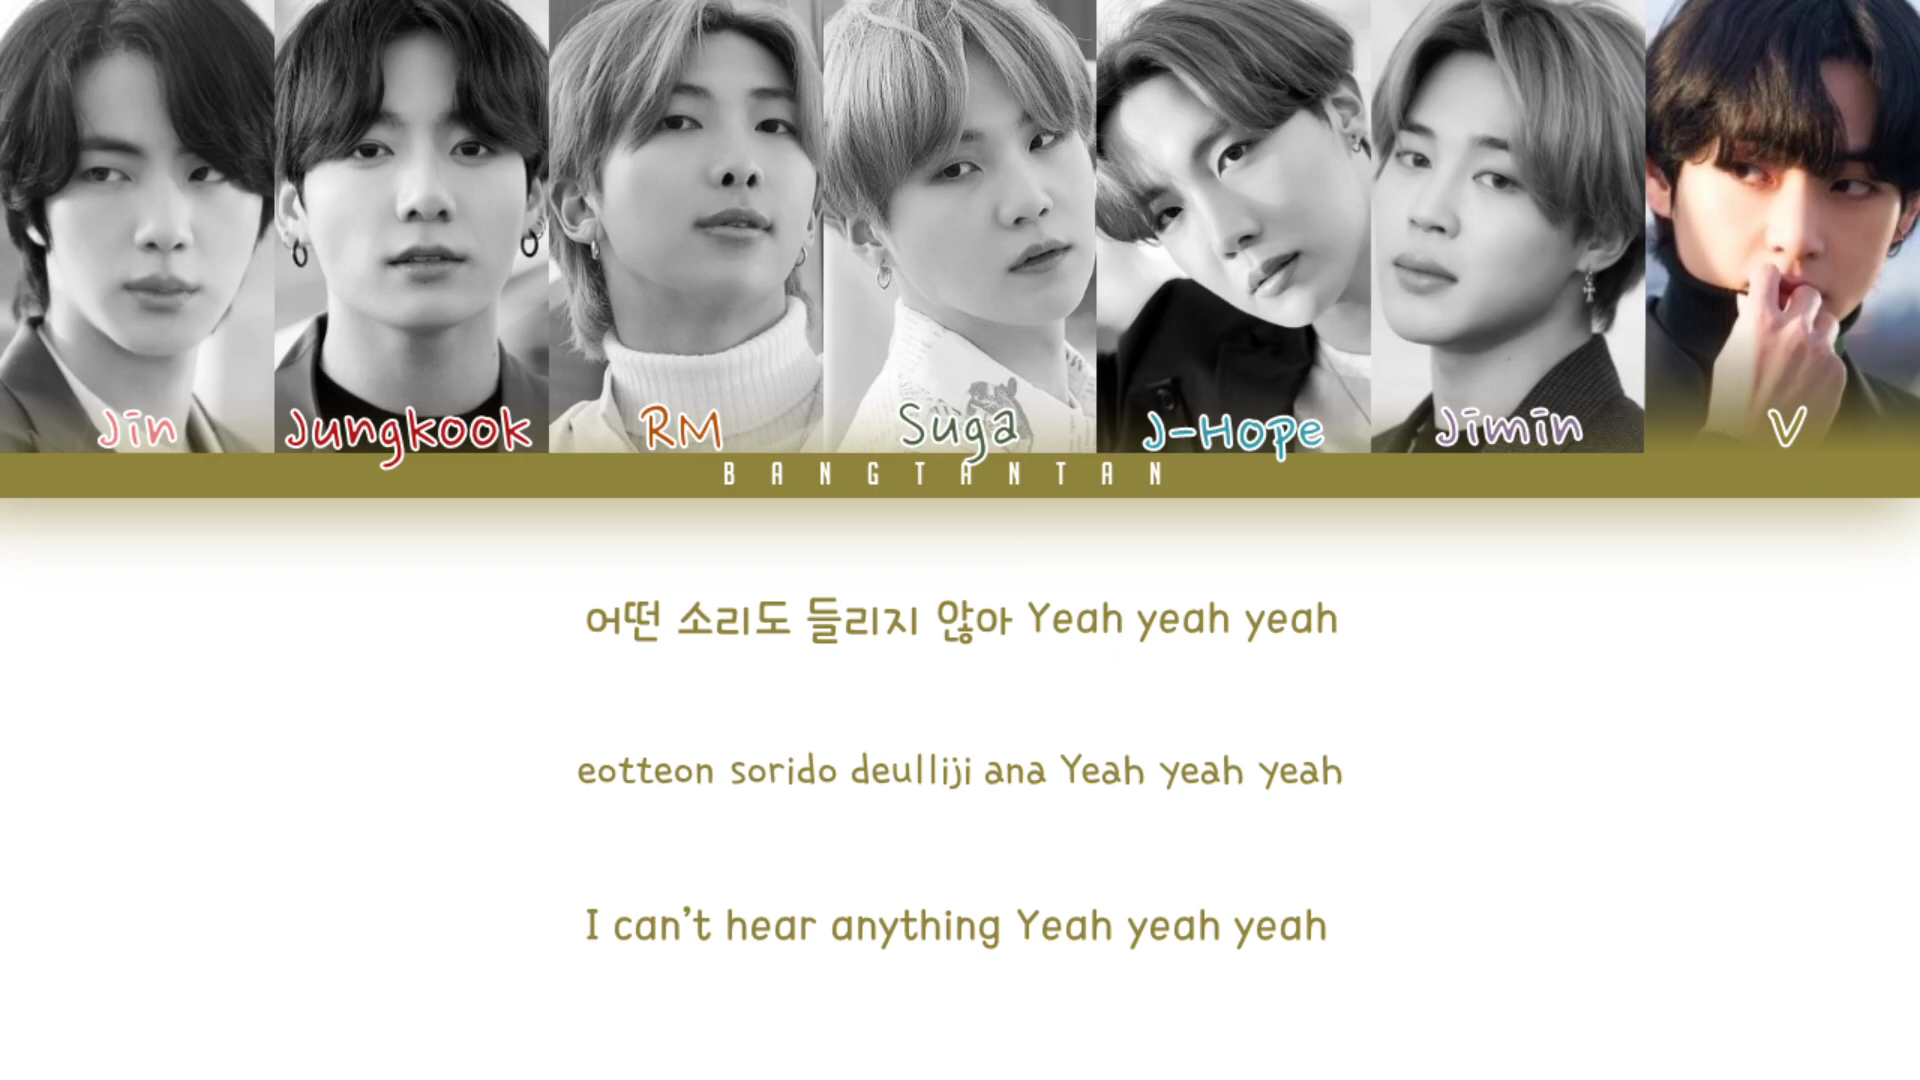 Jin Jungkook RM Suga J-Hope Jimin V
BANGTANTAN
어떤 소리도 들리지 않아 Yeah yeah yeah
eotteon sorido deulliji ana Yeah yeah yeah
I can't hear anything Yeah yeah yeah